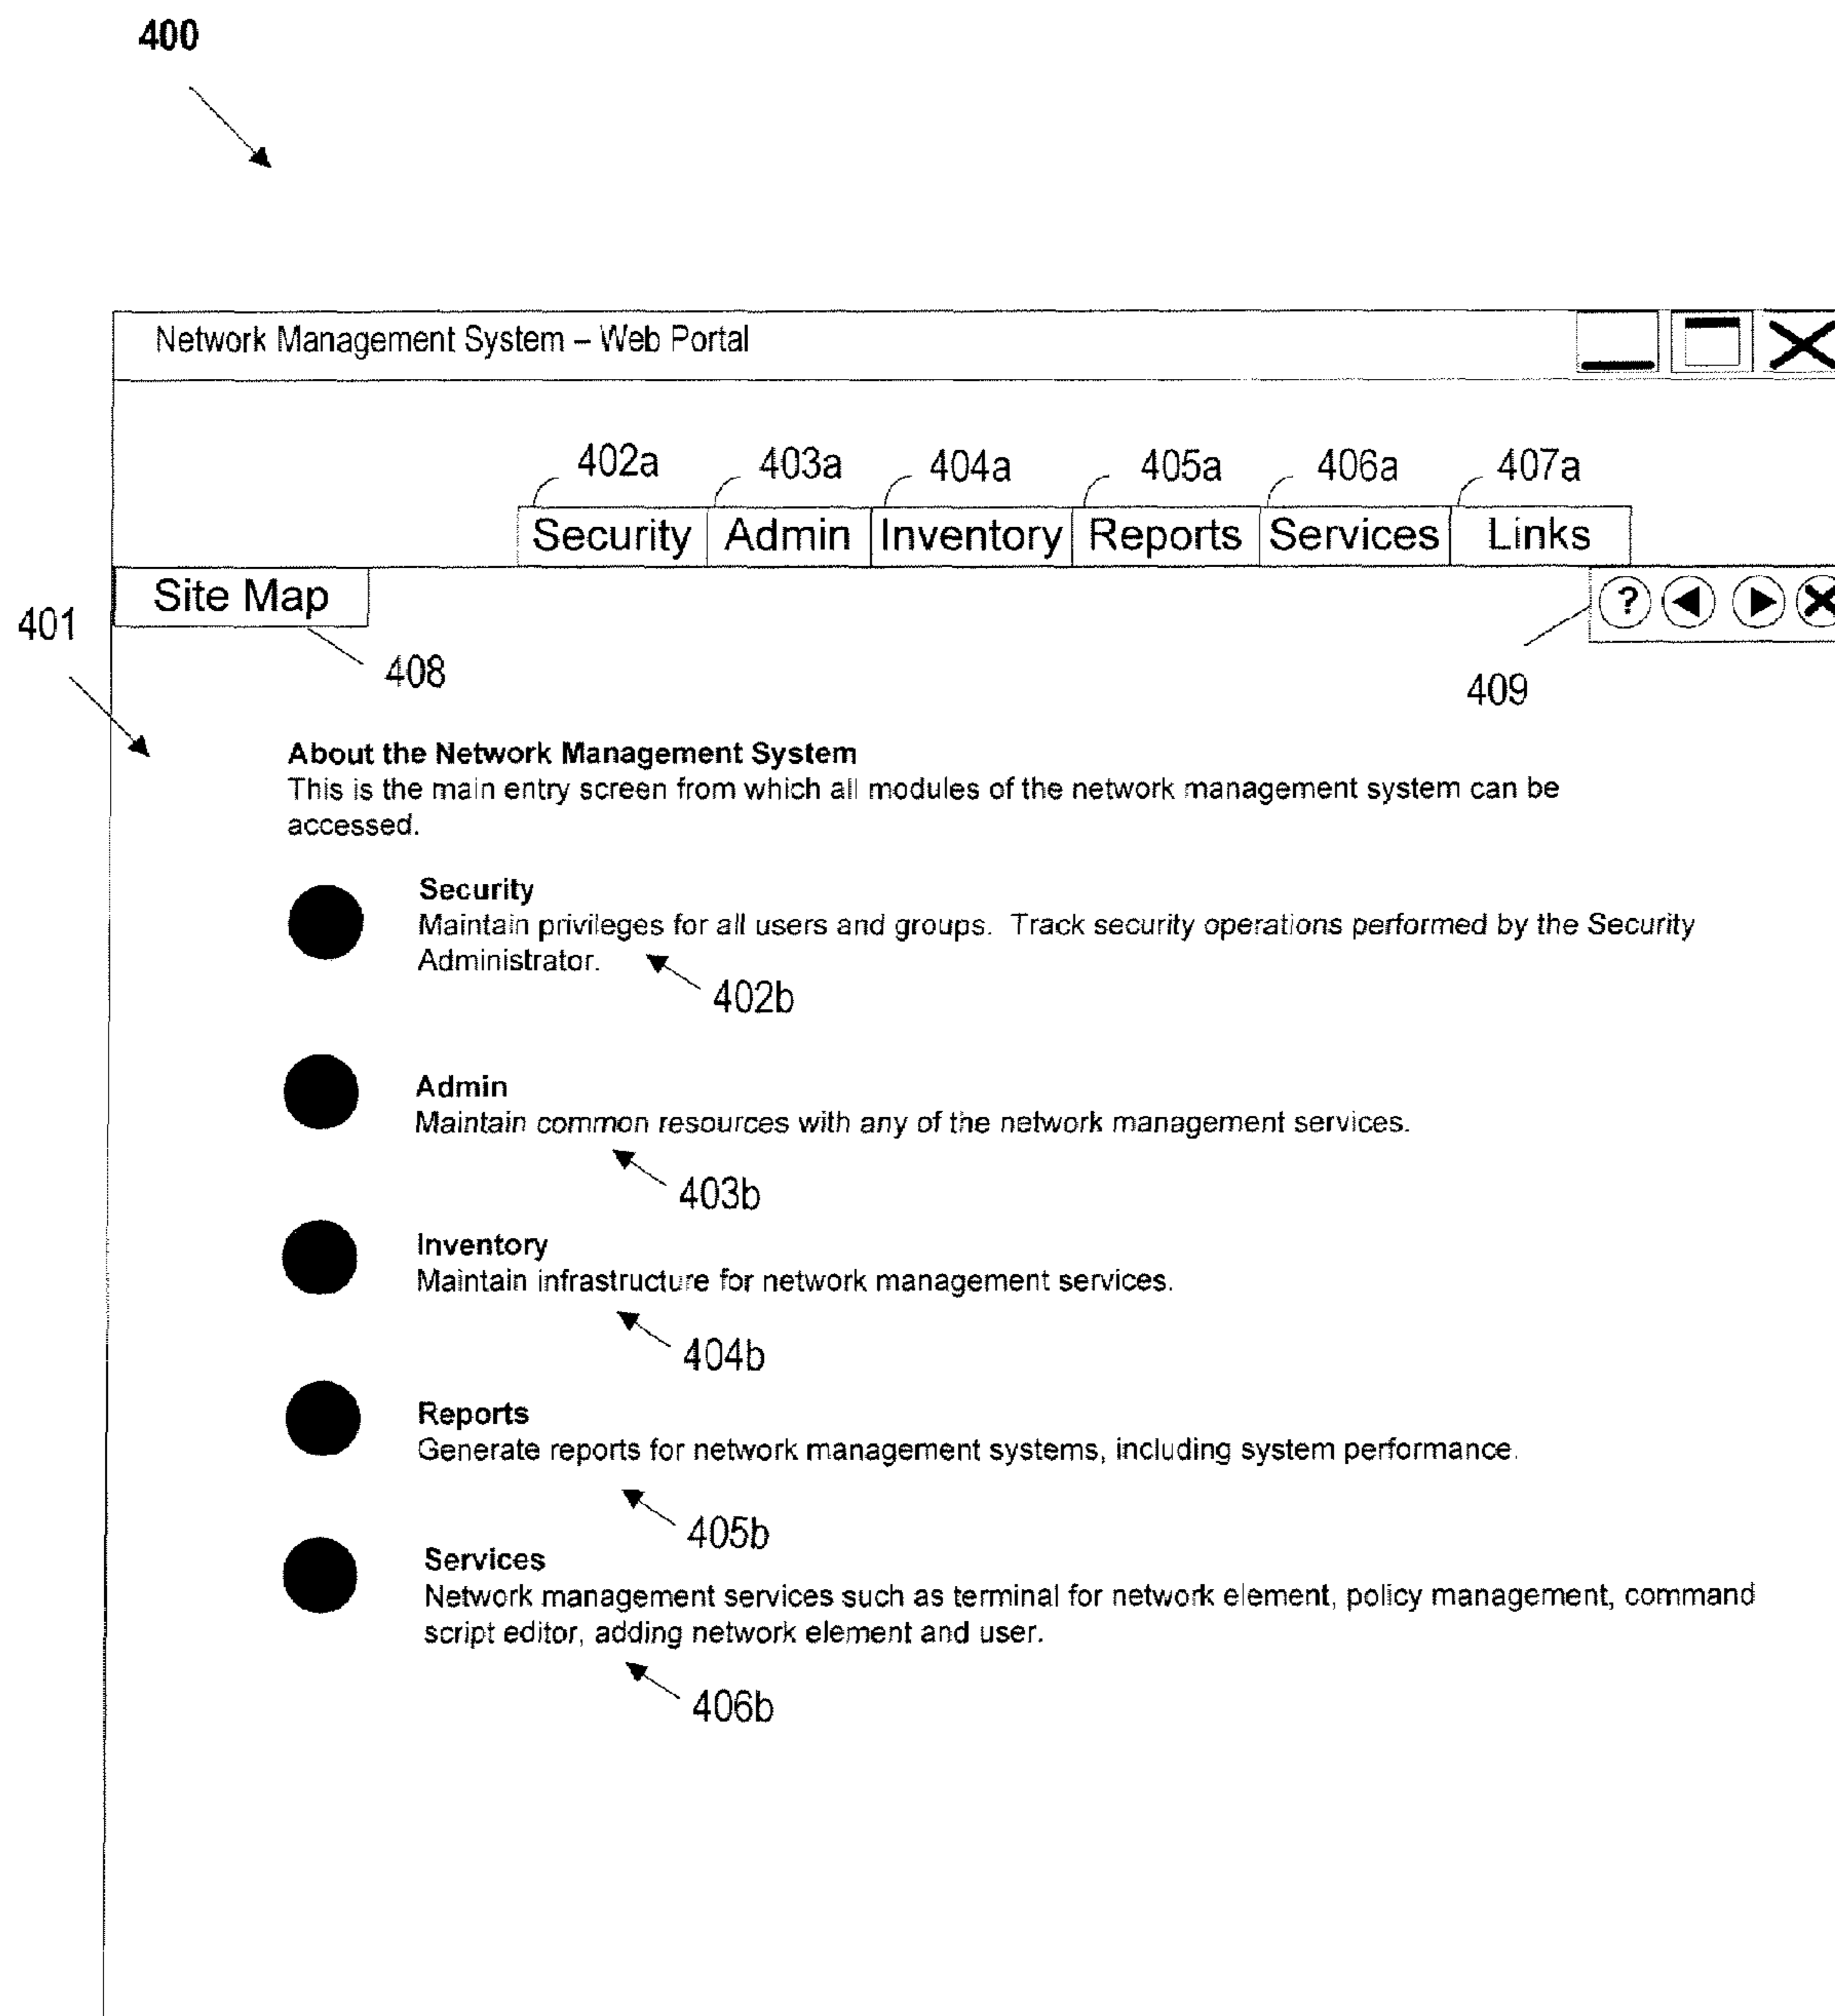 400
Network Management System – Web Portal
402a 403a 404a 405a 406a 407a
Security Admin Inventory Reports Services Links
Site Map ?
401
408
409
About the Network Management System
This is the main entry screen from which all modules of the network management system can be
accessed.
Security
Maintain privileges for all users and groups. Track security operations performed by the Security
Administrator.
402b
Admin
Maintain common resources with any of the network management services.
403b
Inventory
Maintain infrastructure for network management services.
404b
Reports
Generate reports for network management systems, including system performance.
405b
Services
Network management services such as terminal for network element, policy management, command
script editor, adding network element and user.
406b